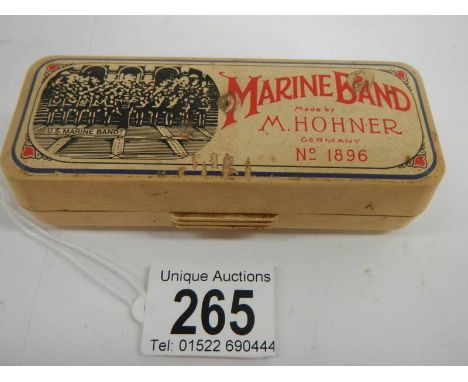 MARINE BAND
Made by
M. HOHNER
GERMANY
Nº 1896
U.S. MARINE BAND
Unique Auctions
265
Tel: 01522 690444